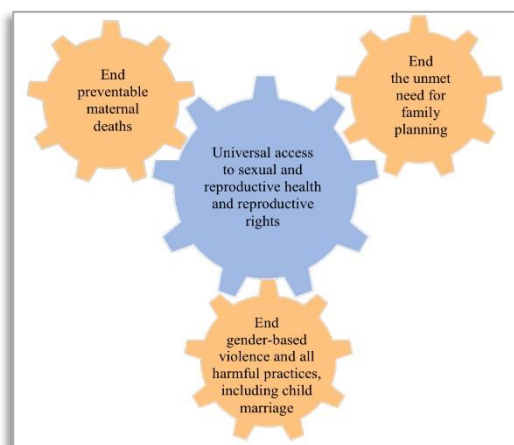 End
preventable
maternal
deaths
End
the unmet
need for
family
planning
Universal access
to sexual and
reproductive health
and reproductive
rights
End
gender-based
violence and all
harmful practices,
including child
marriage